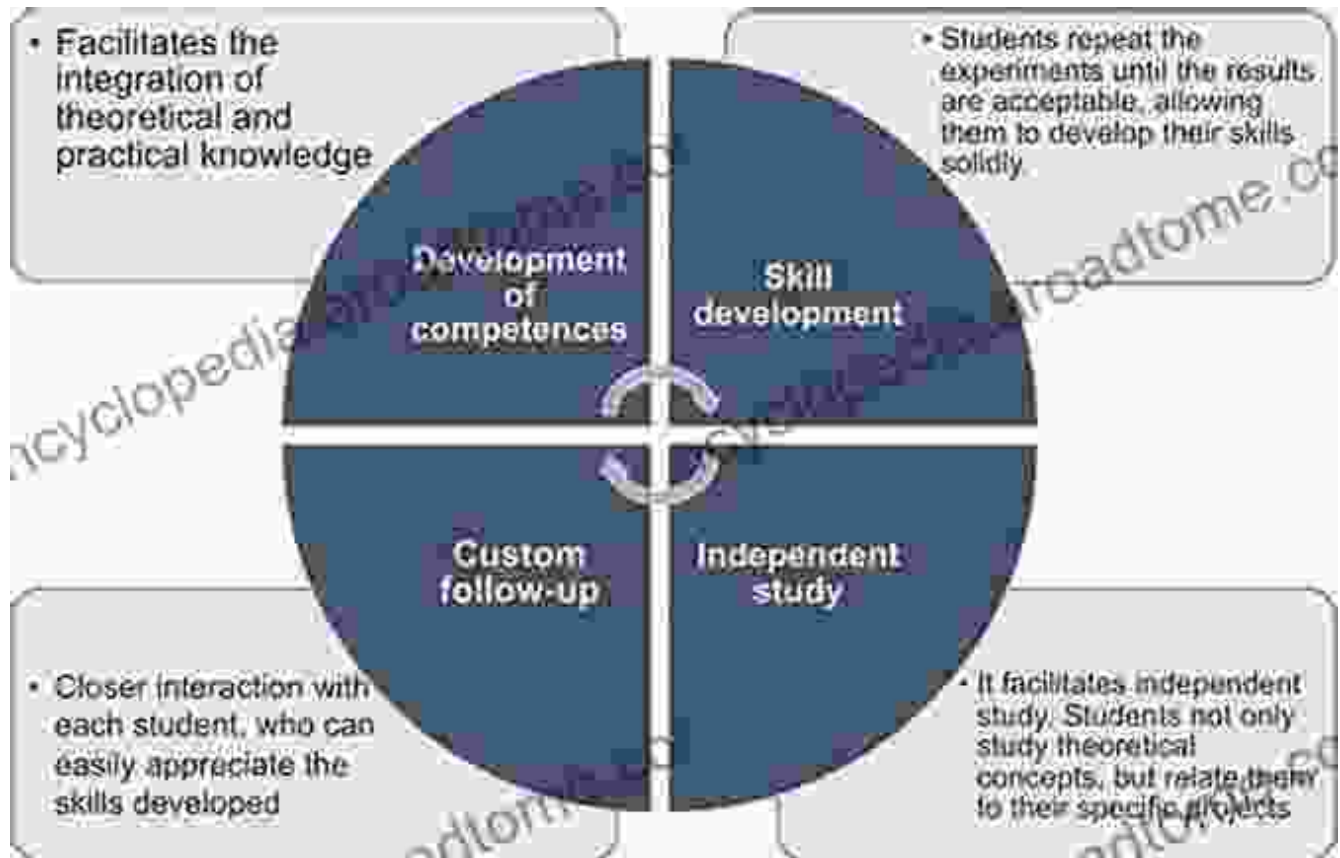 • Facilitates the
integration of
theoretical and
practical knowledge
• Students repeat the
experiments until the results
are acceptable, allowing
them to develop their skills
solidly.
Development
of
competences
Skill
development
Custom
follow-up
Independent
study
• Closer interaction with
each student, who can
easily appreciate the
skills developed
• It facilitates independent
study. Students not only
study theoretical
concepts, but relate them
to their specific projects